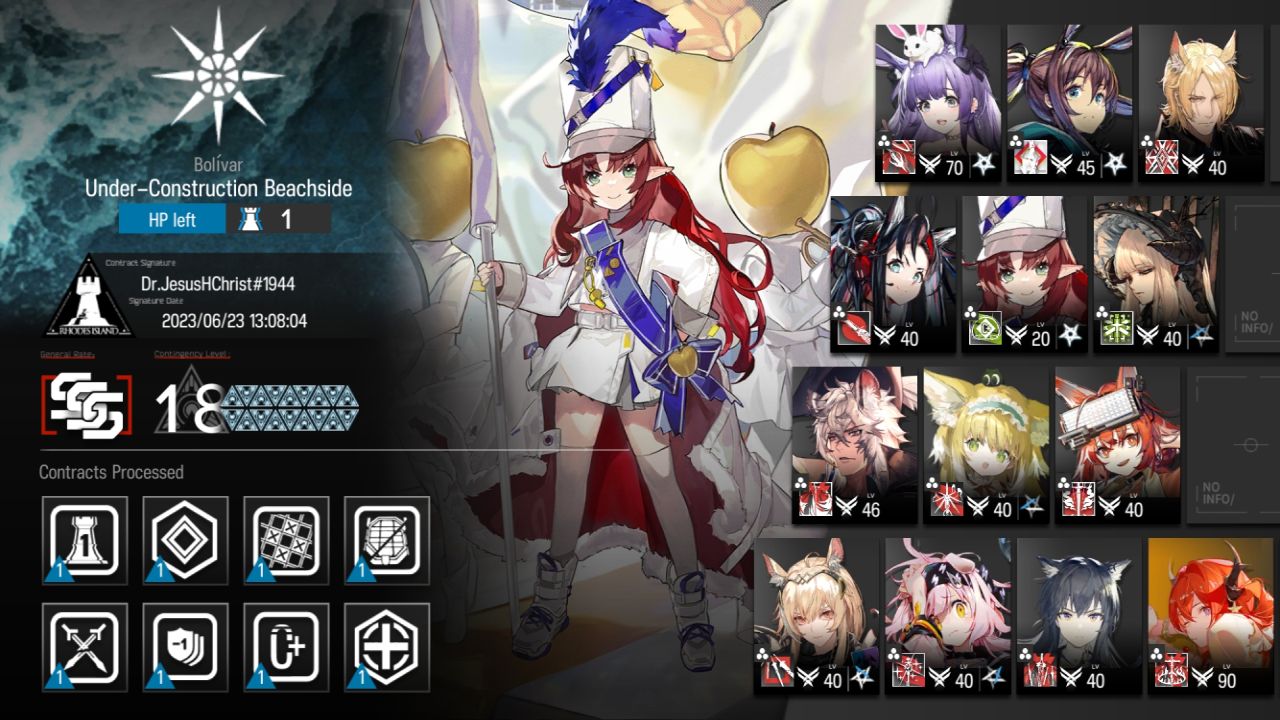 Bolívar
Under-Construction Beachside
HP left 1
Contract Signature
Dr.JesusHChrist#1944
Signature Date
2023/06/23 13:08:04
RHODES ISLAND
General Rate:
Contingency Level :
18
Contracts Processed
1 1 1 1
-1
1 1 1 1
LV 70 LV 45 LV 40
LV 40 LV 20 LV 40
NO INFO/
LV 46 LV 40 LV 40
NO INFO/
LV 40 LV 40 LV 40 LV 90